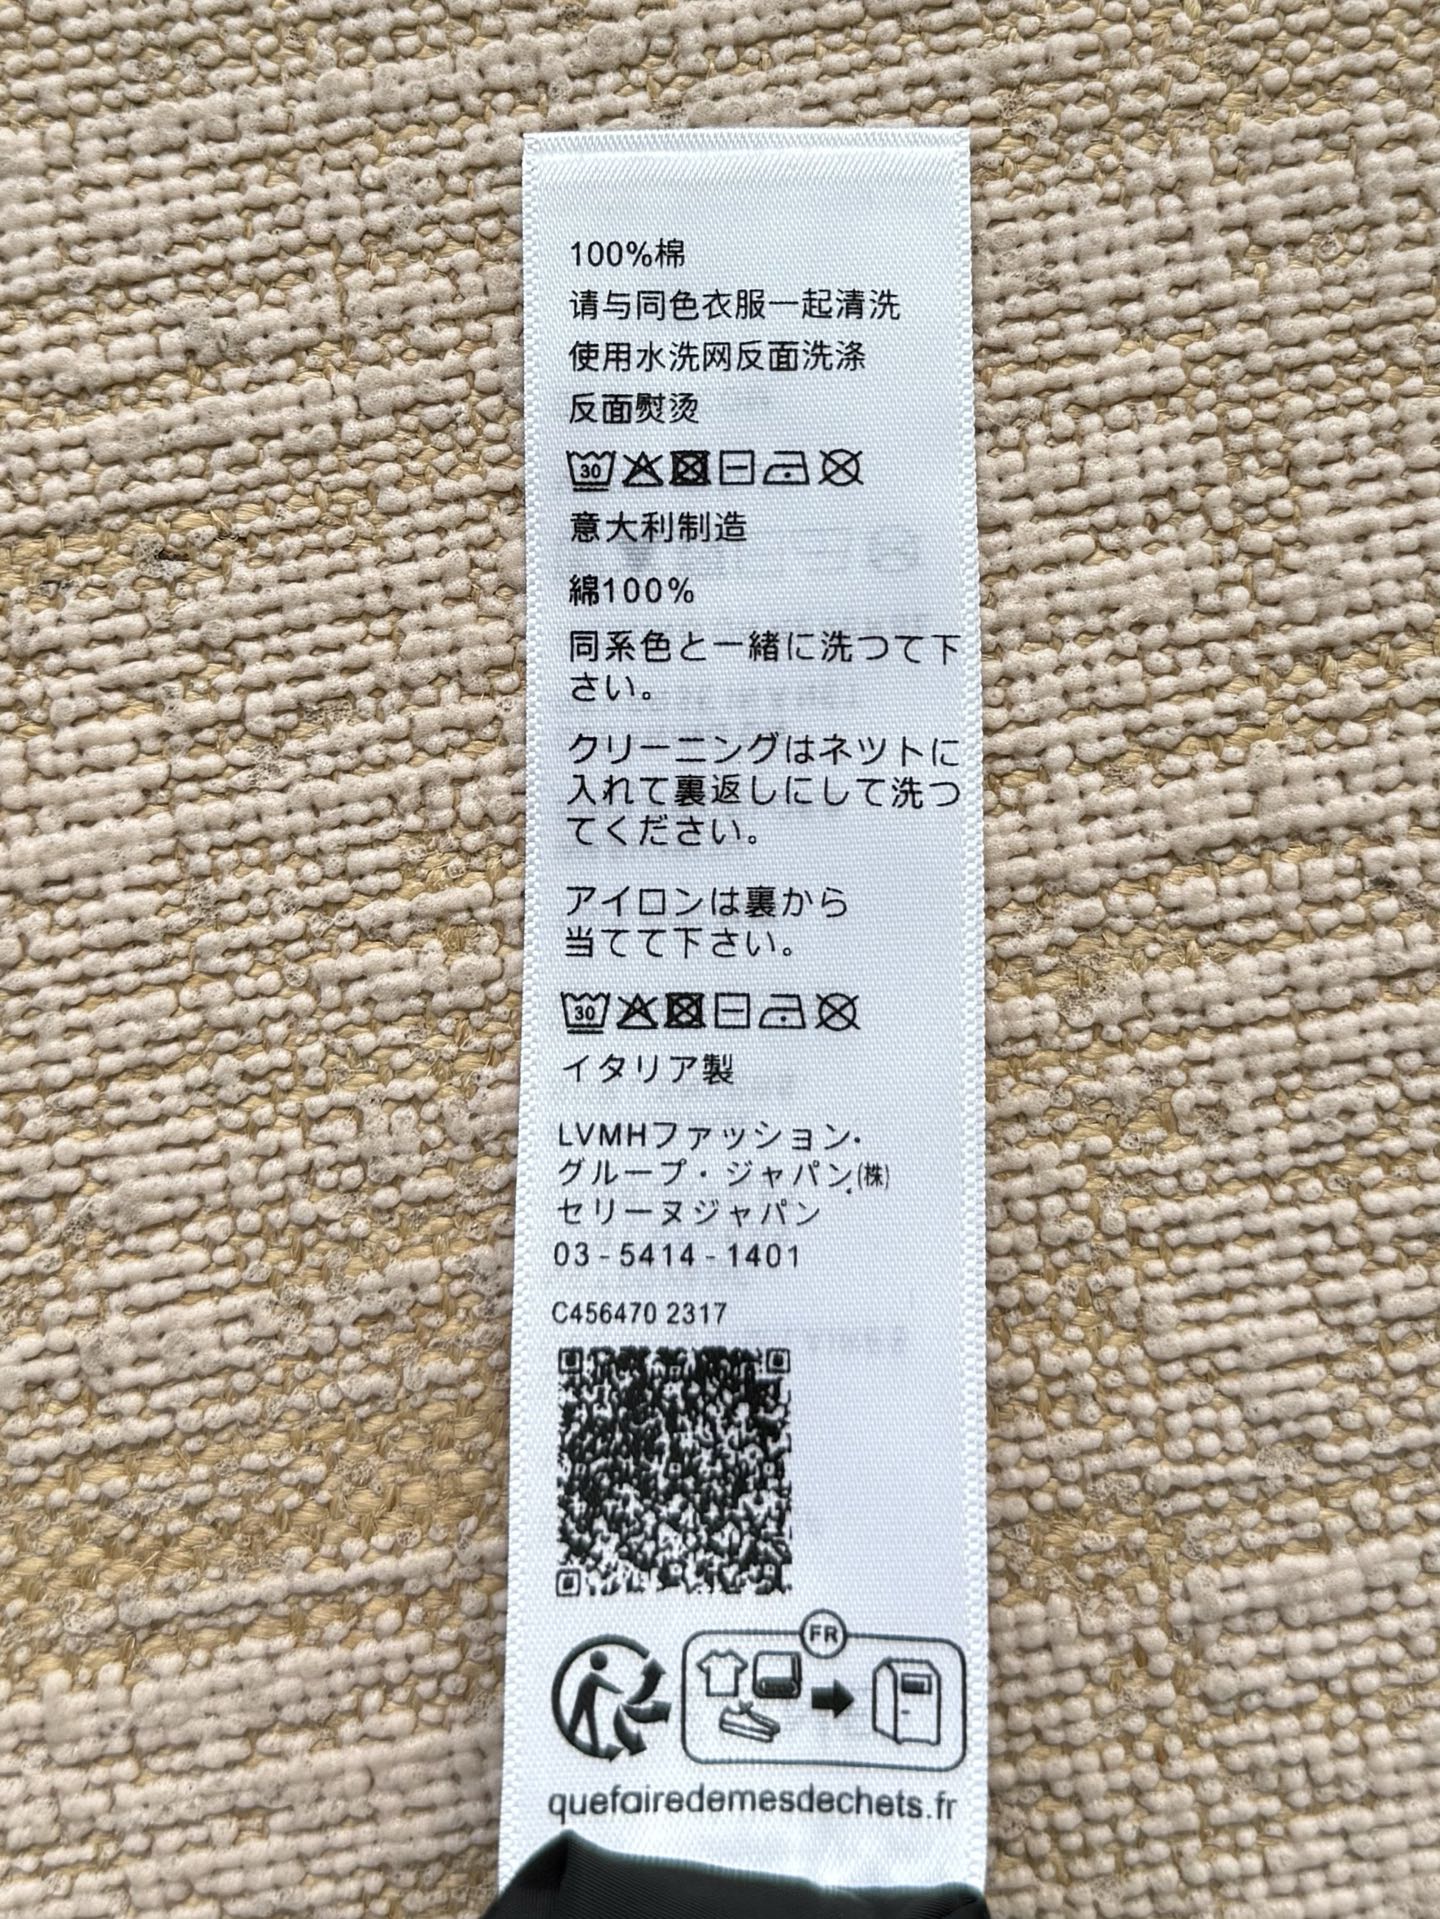 100%棉
请与同色衣服一起清洗
使用水洗网反面洗涤
反面熨烫
30
意大利制造
綿100%
同系色と一緒に洗つて下
さい。
クリーニングはネツトに
入れて裏返しにして洗つ
てください。
アイロンは裏から
当てて下さい。
30
イタリア製
LVMHファッション・
グループ・ジャパン(株)
セリーヌジャパン
03-5414-1401
C456470 2317
FR
quefairedemesdechets.fr